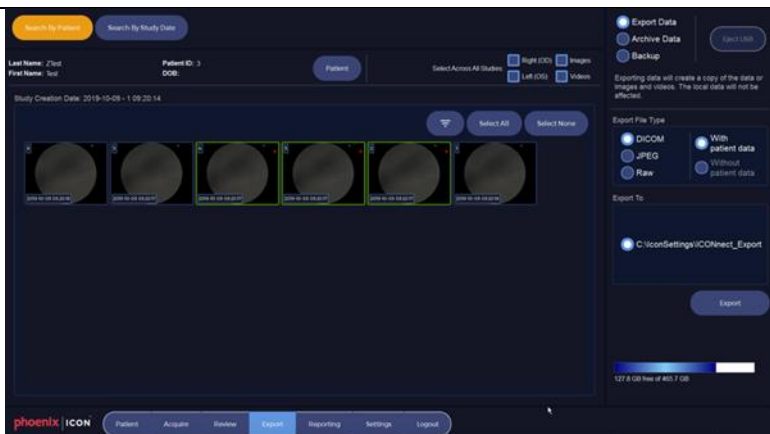 Search By Patient
Search By Study Date
Last Name: ZTest
First Name: Test
Patient ID: 3
DOB:
Patient
Select Across All Studies
Right (OD)
Images
Left (OS)
Videos
Study Creation Date: 2019-10-09 - 1 09:20:14
Select All
Select None
Export Data
Archive Data
Backup
Eject USB
Exporting data will create a copy of the data or images and videos. The local data will not be affected.
Export File Type
DICOM
JPEG
Raw
With patient data
Without patient data
Export To
C:\IconSettings\ICONnect_Export
Export
127.8 GB free of 465.7 GB
phoenix | ICON
Patient
Acquire
Review
Export
Reporting
Settings
Logout